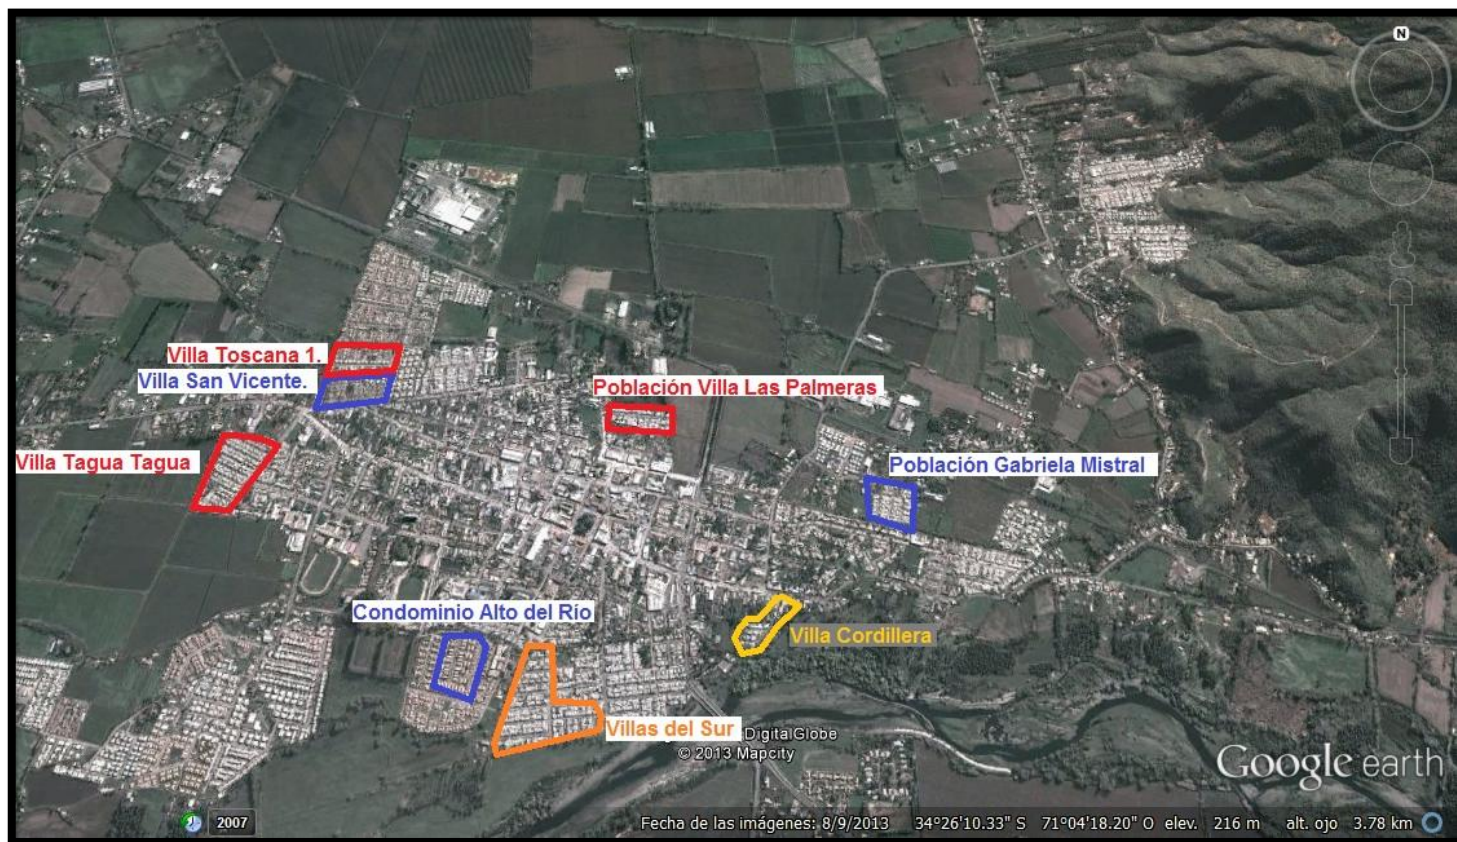 N
Villa Toscana 1.
Villa San Vicente.
Población Villa Las Palmeras
Villa Tagua Tagua
Población Gabriela Mistral
Condominio Alto del Río
Villa Cordillera
Villas del Sur
Digital Globe
© 2013 Mapcity
Google earth
2007
Fecha de las imágenes: 8/9/2013 34°26'10.33" S 71°04'18.20" O elev. 216 m alt. ojo 3.78 km